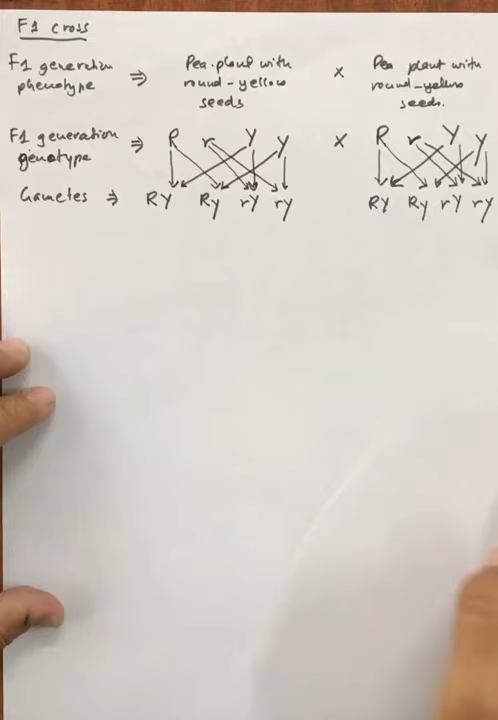 F1 cross
F1 generation phenotype ⇒ Pea plant with round-yellow seeds × Pea plant with round-yellow seeds.
F1 generation genotype ⇒ R r Y y × R r Y y
Gametes ⇒ RY Ry rY ry RY Ry rY ry